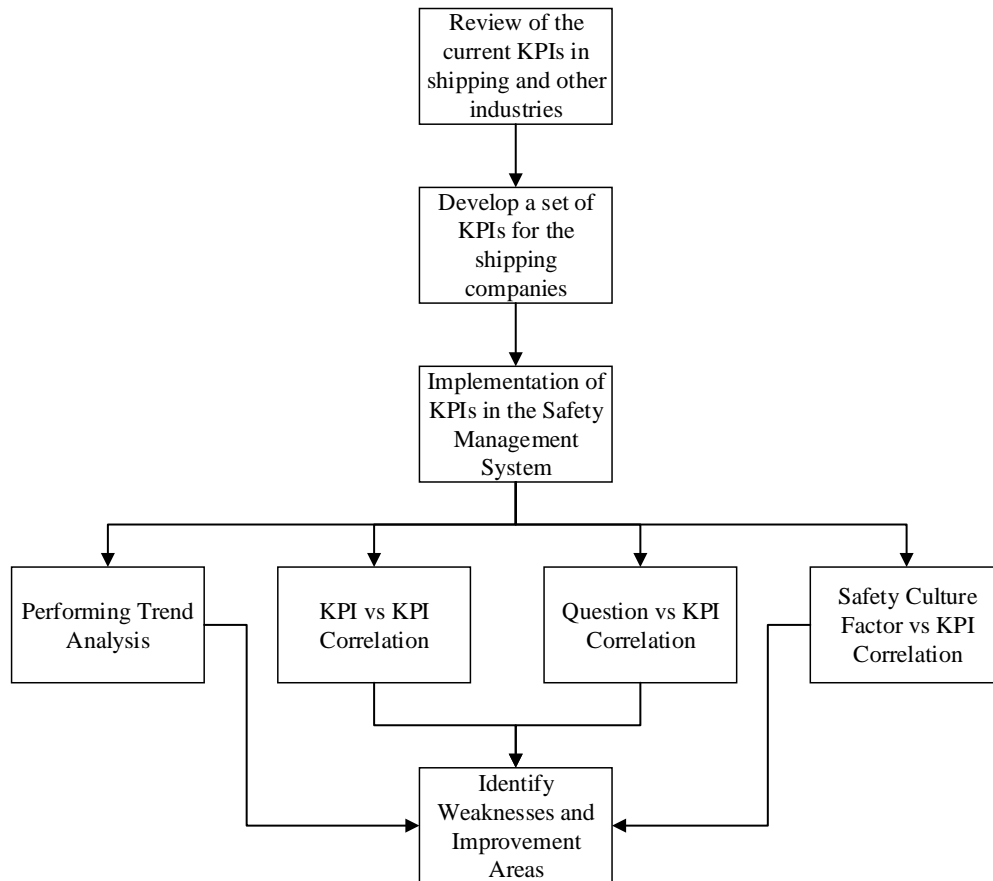 Review of the
current KPIs in
shipping and other
industries
Develop a set of
KPIs for the
shipping
companies
Implementation of
KPIs in the Safety
Management
System
Performing Trend
Analysis
KPI vs KPI
Correlation
Question vs KPI
Correlation
Safety Culture
Factor vs KPI
Correlation
Identify
Weaknesses and
Improvement
Areas